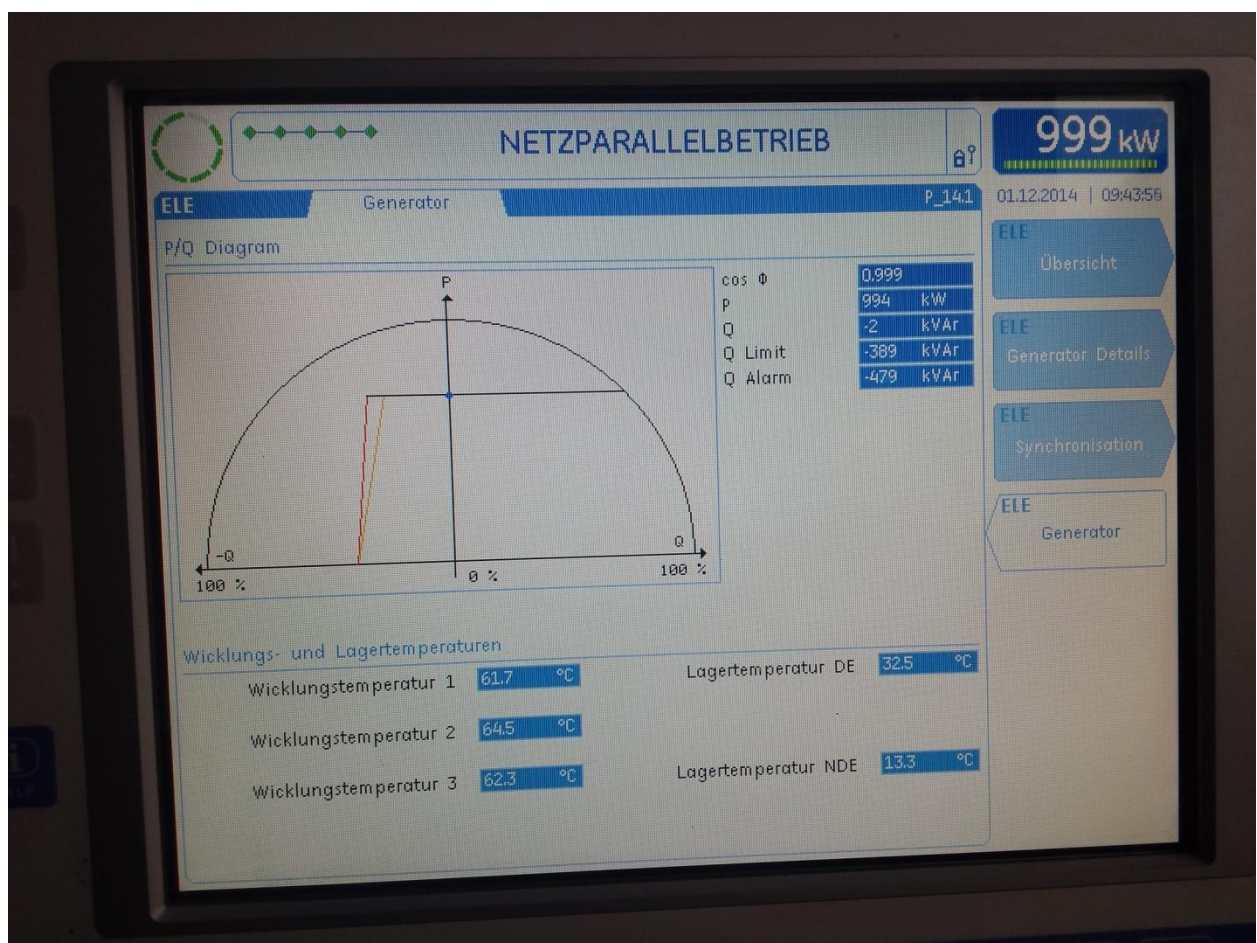 NETZPARALLELBETRIEB
999 kW
ELE Generator P_14.1
01.12.2014 | 09:43:55
P/Q Diagram
P
-Q
Q
100 %
0 %
100 %
cos Φ 0.999
P 994 kW
Q -2 kVAr
Q Limit -389 kVAr
Q Alarm -479 kVAr
ELE
Übersicht
ELE
Generator Details
ELE
Synchronisation
ELE
Generator
Wicklungs- und Lagertemperaturen
Wicklungstemperatur 1 61.7 °C
Lagertemperatur DE 32.5 °C
Wicklungstemperatur 2 64.5 °C
Wicklungstemperatur 3 62.3 °C
Lagertemperatur NDE 13.3 °C